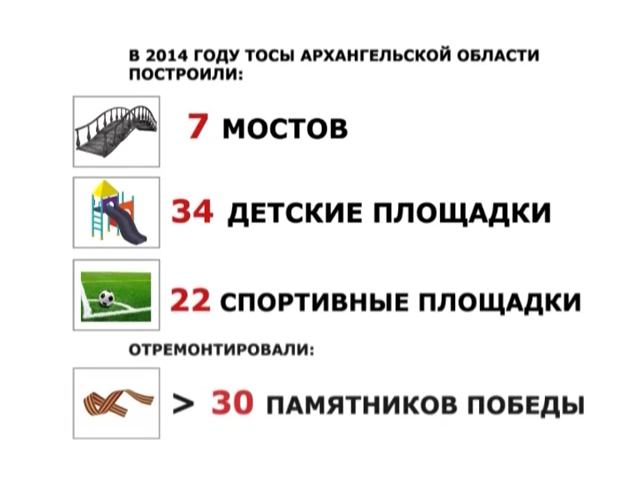 В 2014 ГОДУ ТОСЫ АРХАНГЕЛЬСКОЙ ОБЛАСТИ
ПОСТРОИЛИ:
7 МОСТОВ
34 ДЕТСКИЕ ПЛОЩАДКИ
22 СПОРТИВНЫЕ ПЛОЩАДКИ
ОТРЕМОНТИРОВАЛИ:
> 30 ПАМЯТНИКОВ ПОБЕДЫ